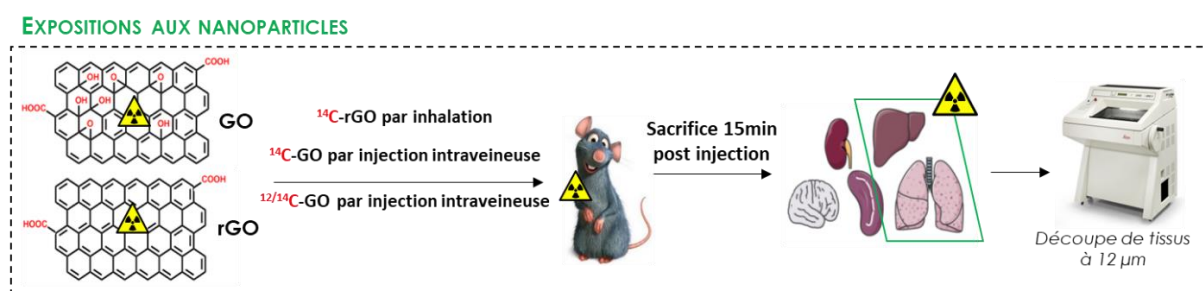 EXPOSITIONS AUX NANOPARTICLES
COOH
OH
O
OH
OH
O
HOOC
O
OH
GO
COOH
HOOC
rGO
¹⁴C-rGO par inhalation
¹⁴C-GO par injection intraveineuse
¹²/¹⁴C-GO par injection intraveineuse
Sacrifice 15min
post injection
Découpe de tissus
à 12 µm